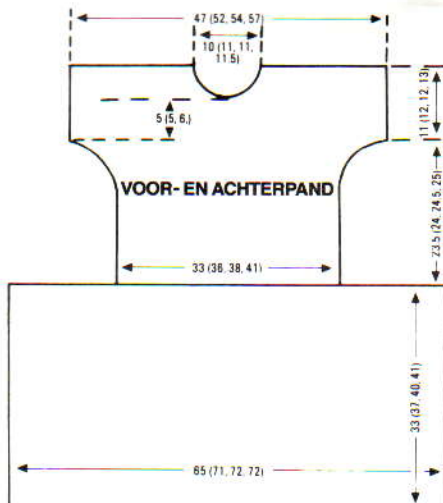 47 (52, 54, 57)
10 (11, 11,
11.5)
5 (5, 6,)
11 (12, 12, 13)
VOOR- EN ACHTERPAND
23.5 (24, 24.5, 25)
33 (36, 38, 41)
33 (37, 40, 41)
65 (71, 72, 72)